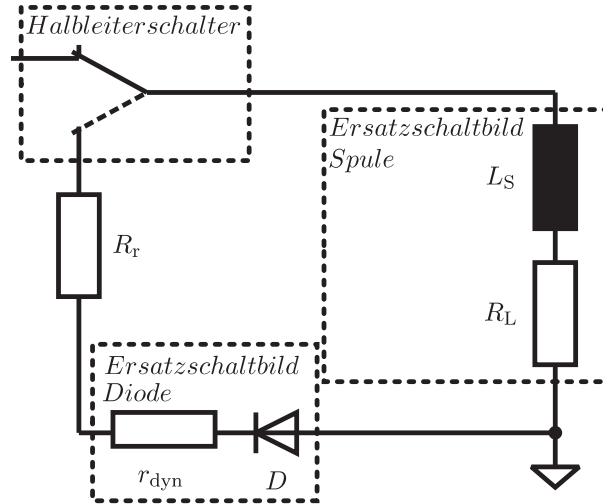 Halbleiterschalter
Ersatzschaltbild
Spule
L_S
R_r
R_L
Ersatzschaltbild
Diode
r_dyn
D